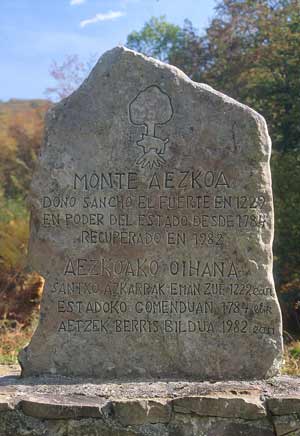 MONTE AEZKOA
DONO SANCHO EL FUERTE EN 1229
EN PODER DEL ESTADO DESDE 1784
RECUPERADO EN 1982
AEZKOAKO OIHANA
SANTXO AZKARRAK EMAN ZUE 1229 ean
ESTADOKO GOMENDUAN 1784 etik
AETZEK BERRIS BILDUA 1982 ean